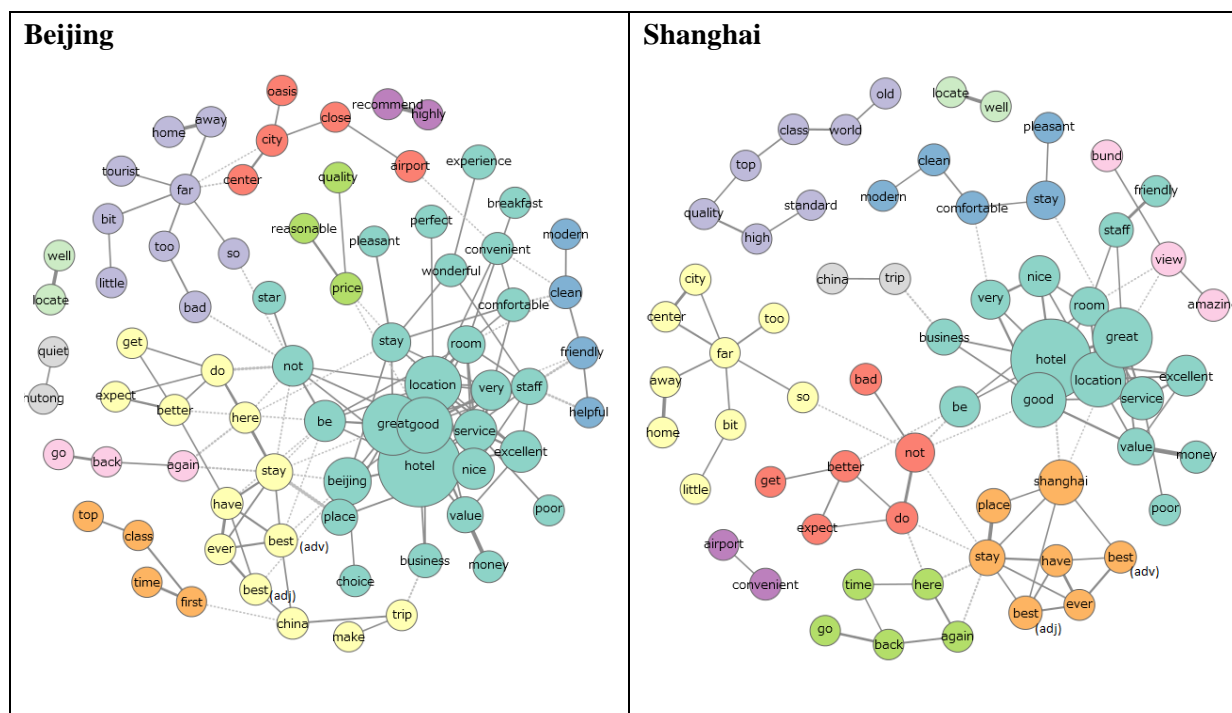 Beijing
oasis
recommend
highly
away
home
close
city
tourist
center
airport
experience
quality
far
breakfast
bit
reasonable
perfect
modern
pleasant
convenient
too
so
wonderful
well
little
price
clean
star
comfortable
locate
bad
get
stay
room
quiet
not
friendly
do
location
very
staff
hutong
expect
better
here
be
great
good
service
helpful
go
back
again
hotel
nice
excellent
stay
beijing
top
have
place
value
poor
class
ever
best
(adv)
business
money
time
first
best
(adj)
choice
china
trip
make
Shanghai
old
locate
well
class
world
pleasant
top
clean
bund
modern
comfortable
stay
friendly
quality
standard
staff
high
view
city
china
trip
nice
amazing
center
too
very
room
business
great
far
hotel
away
bad
location
excellent
so
be
good
service
home
bit
not
value
money
get
better
little
shanghai
expect
do
place
poor
airport
stay
have
best
(adv)
convenient
time
here
best
(adj)
ever
go
back
again